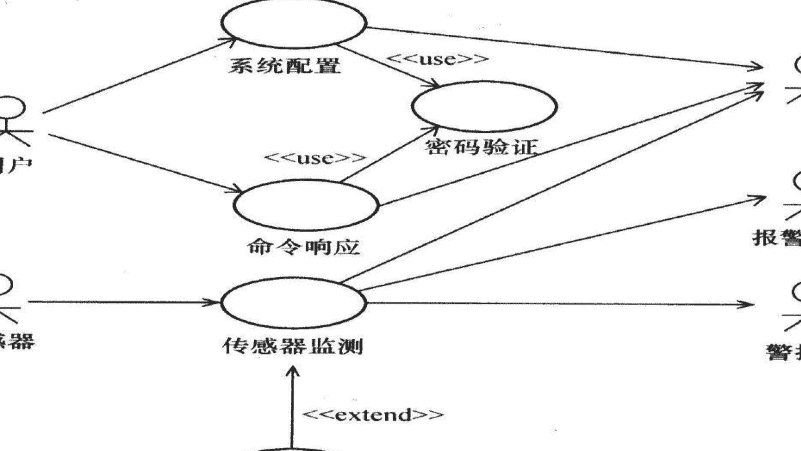 系统配置
<<use>>
密码验证
户
<<use>>
命令响应
报警
器
传感器监测
警
<<extend>>